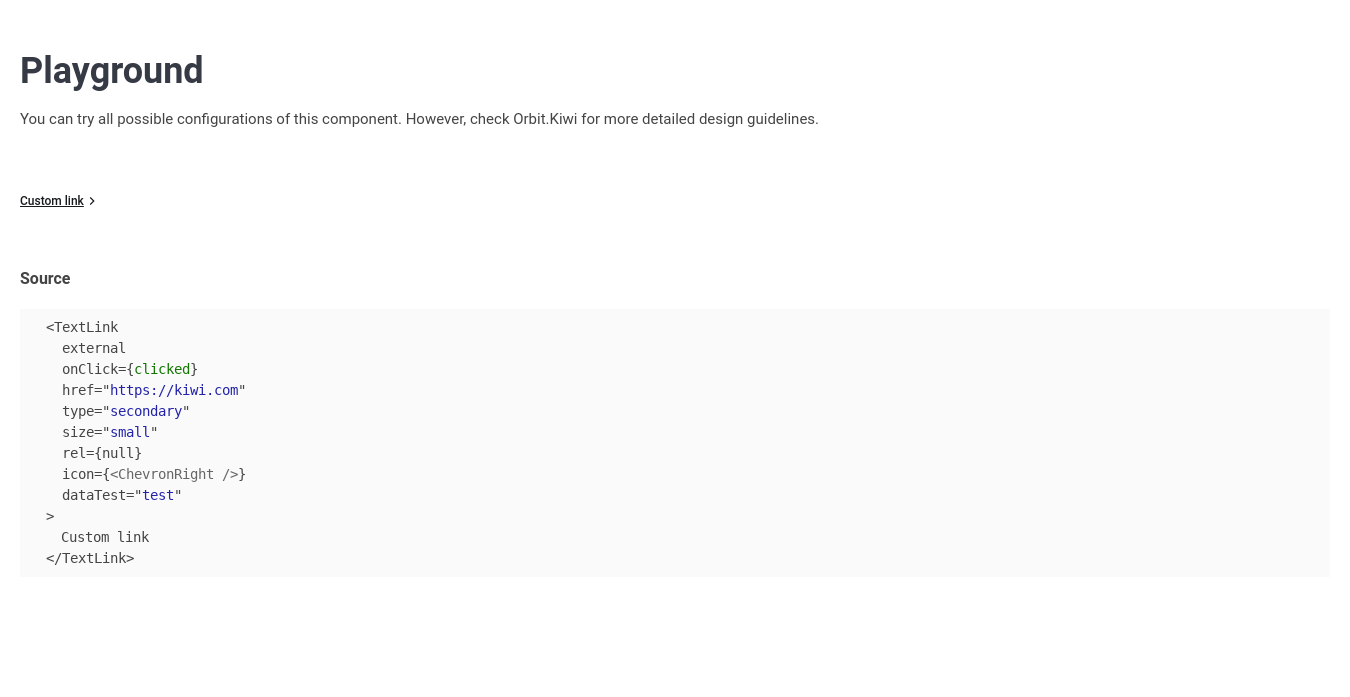 Playground
You can try all possible configurations of this component. However, check Orbit.Kiwi for more detailed design guidelines.
Custom link
Source
<TextLink
  external
  onClick={clicked}
  href="https://kiwi.com"
  type="secondary"
  size="small"
  rel={null}
  icon={<ChevronRight />}
  dataTest="test"
>
  Custom link
</TextLink>